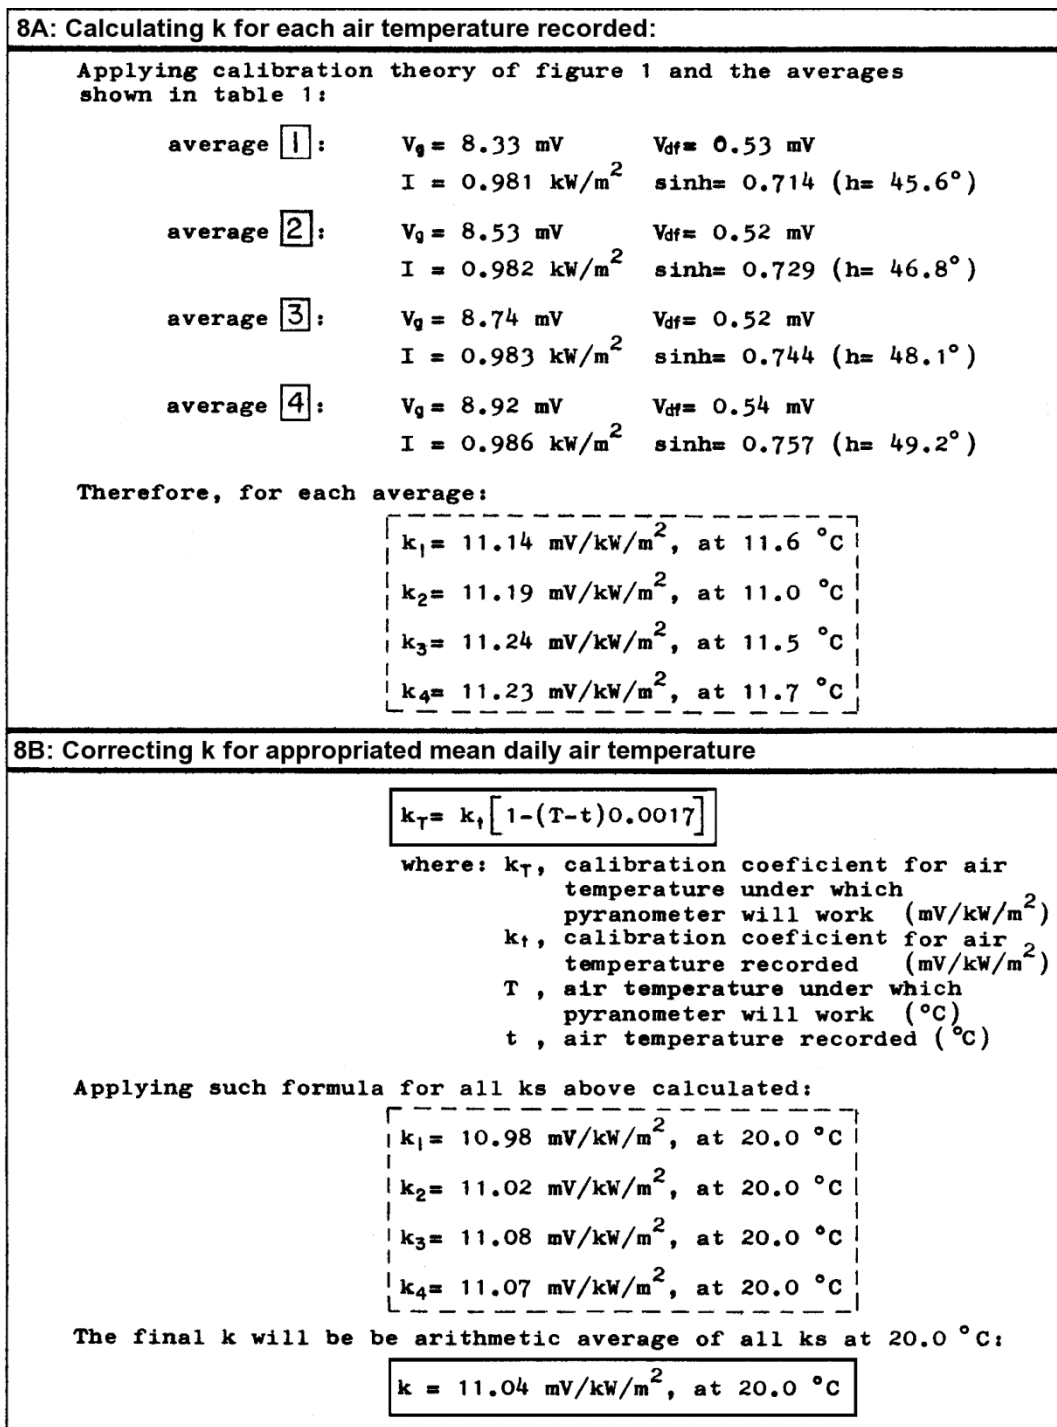 8A: Calculating k for each air temperature recorded:
Applying calibration theory of figure 1 and the averages
shown in table 1:
average 1: Vg= 8.33 mV Vdf= 0.53 mV
I = 0.981 kW/m² sinh= 0.714 (h= 45.6°)
average 2: Vg= 8.53 mV Vdf= 0.52 mV
I = 0.982 kW/m² sinh= 0.729 (h= 46.8°)
average 3: Vg= 8.74 mV Vdf= 0.52 mV
I = 0.983 kW/m² sinh= 0.744 (h= 48.1°)
average 4: Vg= 8.92 mV Vdf= 0.54 mV
I = 0.986 kW/m² sinh= 0.757 (h= 49.2°)
Therefore, for each average:
k₁= 11.14 mV/kW/m², at 11.6 °C
k₂= 11.19 mV/kW/m², at 11.0 °C
k₃= 11.24 mV/kW/m², at 11.5 °C
k₄= 11.23 mV/kW/m², at 11.7 °C
8B: Correcting k for appropriated mean daily air temperature
kT= kt[1-(T-t)0.0017]
where: kT, calibration coeficient for air
temperature under which
pyranometer will work (mV/kW/m²)
kt, calibration coeficient for air
temperature recorded (mV/kW/m²)
T , air temperature under which
pyranometer will work (°C)
t , air temperature recorded (°C)
Applying such formula for all ks above calculated:
k₁= 10.98 mV/kW/m², at 20.0 °C
k₂= 11.02 mV/kW/m², at 20.0 °C
k₃= 11.08 mV/kW/m², at 20.0 °C
k₄= 11.07 mV/kW/m², at 20.0 °C
The final k will be be arithmetic average of all ks at 20.0 °C:
k = 11.04 mV/kW/m², at 20.0 °C